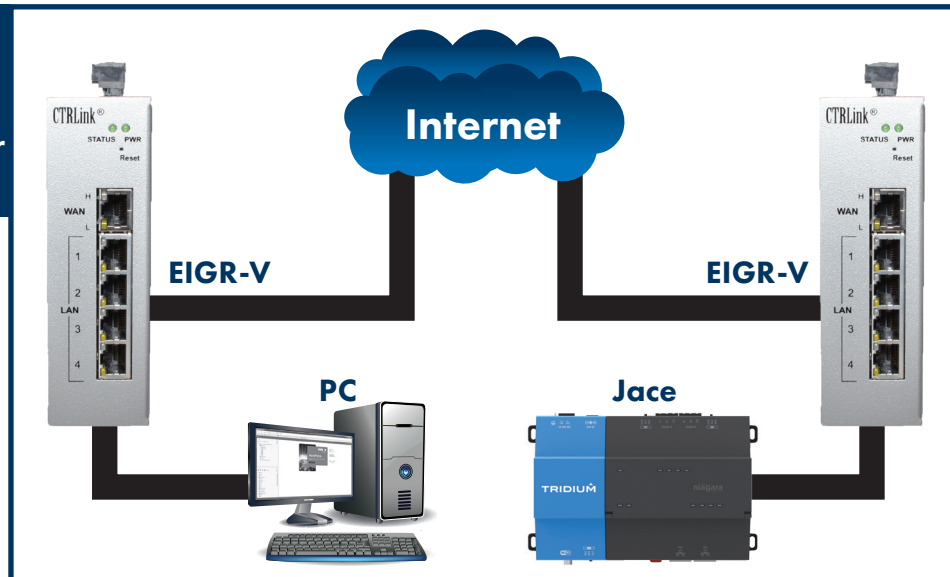 r
Internet
CTRLink®
STATUS PWR
Reset
H
WAN
L
1
2
LAN
3
4
EIGR-V
CTRLink®
STATUS PWR
Reset
H
WAN
L
1
2
LAN
3
4
EIGR-V
PC
Jace
TRIDIUM
niagara